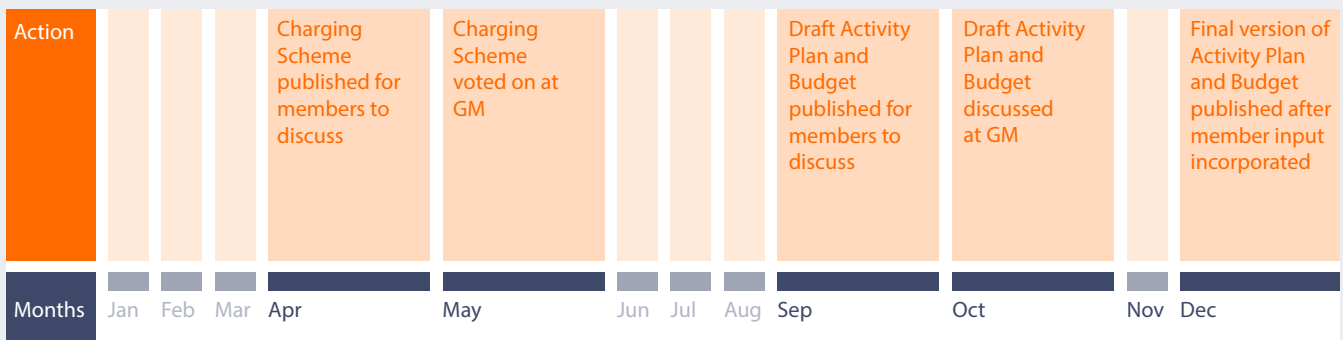 Action
Charging
Scheme
published for
members to
discuss
Charging
Scheme
voted on at
GM
Draft Activity
Plan and
Budget
published for
members to
discuss
Draft Activity
Plan and
Budget
discussed
at GM
Final version of
Activity Plan
and Budget
published after
member input
incorporated
Months
Jan
Feb
Mar
Apr
May
Jun
Jul
Aug
Sep
Oct
Nov
Dec